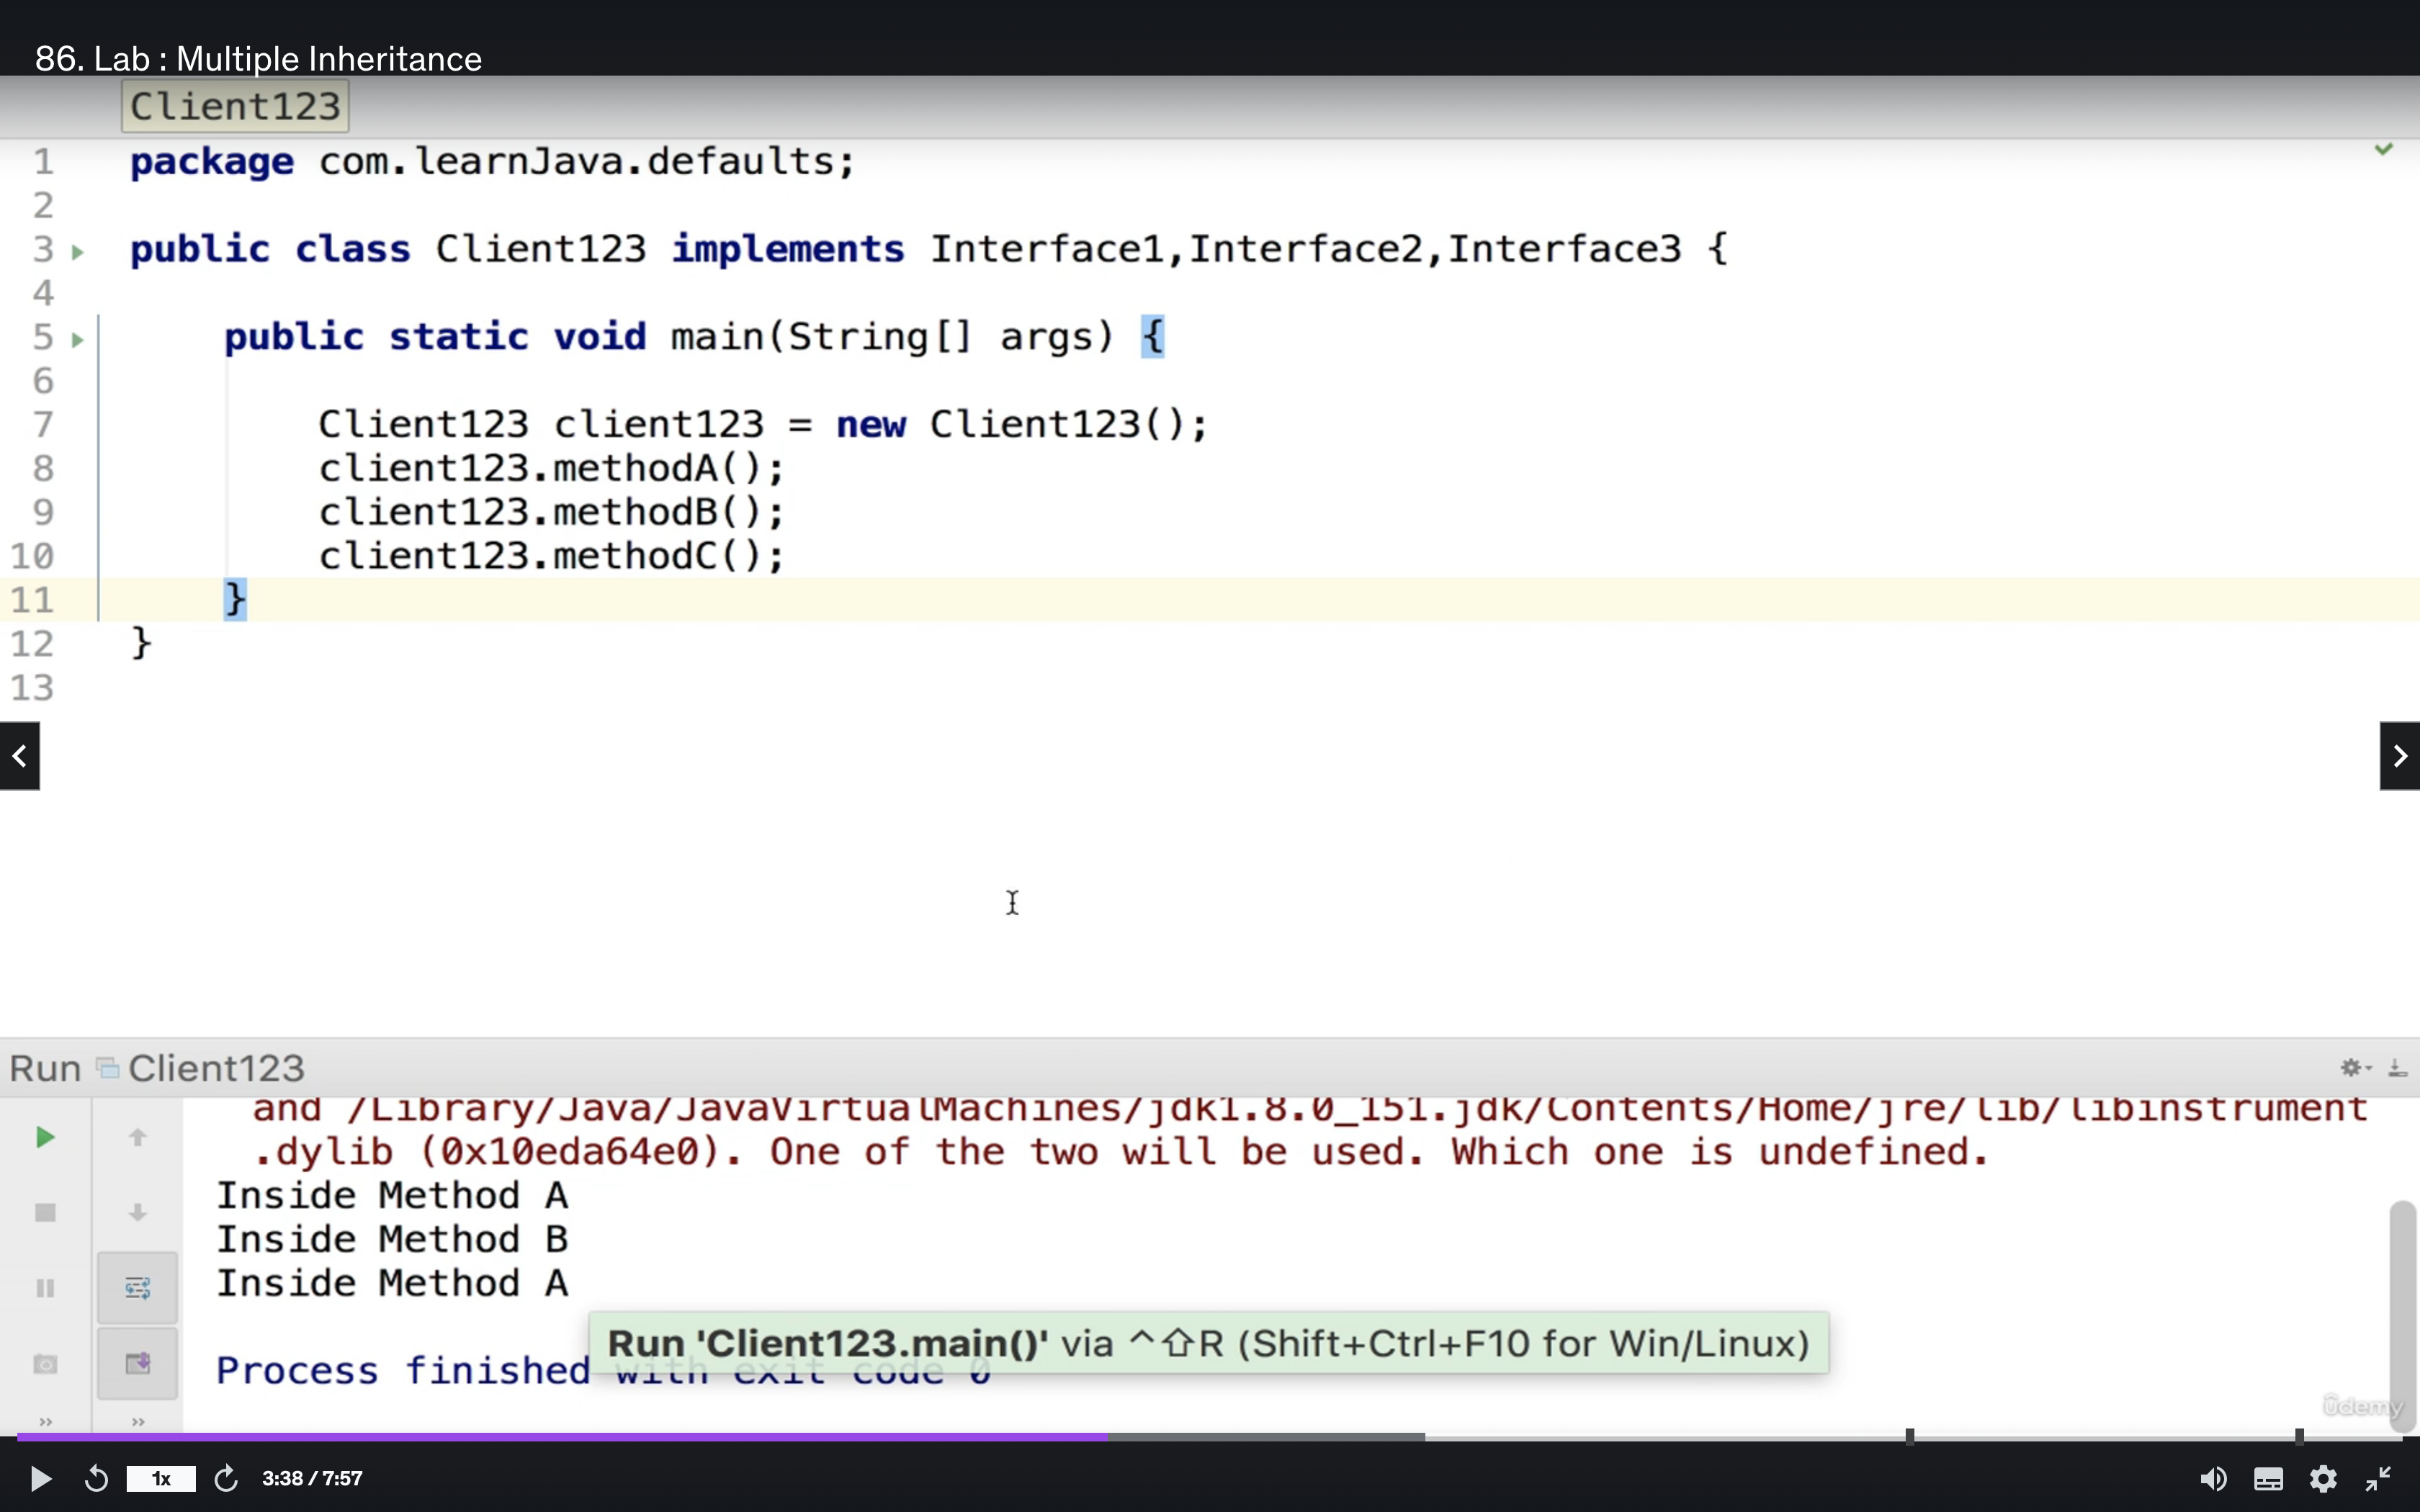 86. Lab : Multiple Inheritance
Client123
1 package com.learnJava.defaults;
2
3 public class Client123 implements Interface1,Interface2,Interface3 {
4
5 public static void main(String[] args) {
6
7 Client123 client123 = new Client123();
8 client123.methodA();
9 client123.methodB();
10 client123.methodC();
11 }
12 }
13
Run Client123
and /Library/Java/JavaVirtualMachines/jdk1.8.0_151.jdk/Contents/Home/jre/lib/libinstrument
.dylib (0x10eda64e0). One of the two will be used. Which one is undefined.
Inside Method A
Inside Method B
Inside Method A
Run 'Client123.main()' via ^⇧R (Shift+Ctrl+F10 for Win/Linux)
Process finished with exit code 0
udemy
1x 3:38 / 7:57